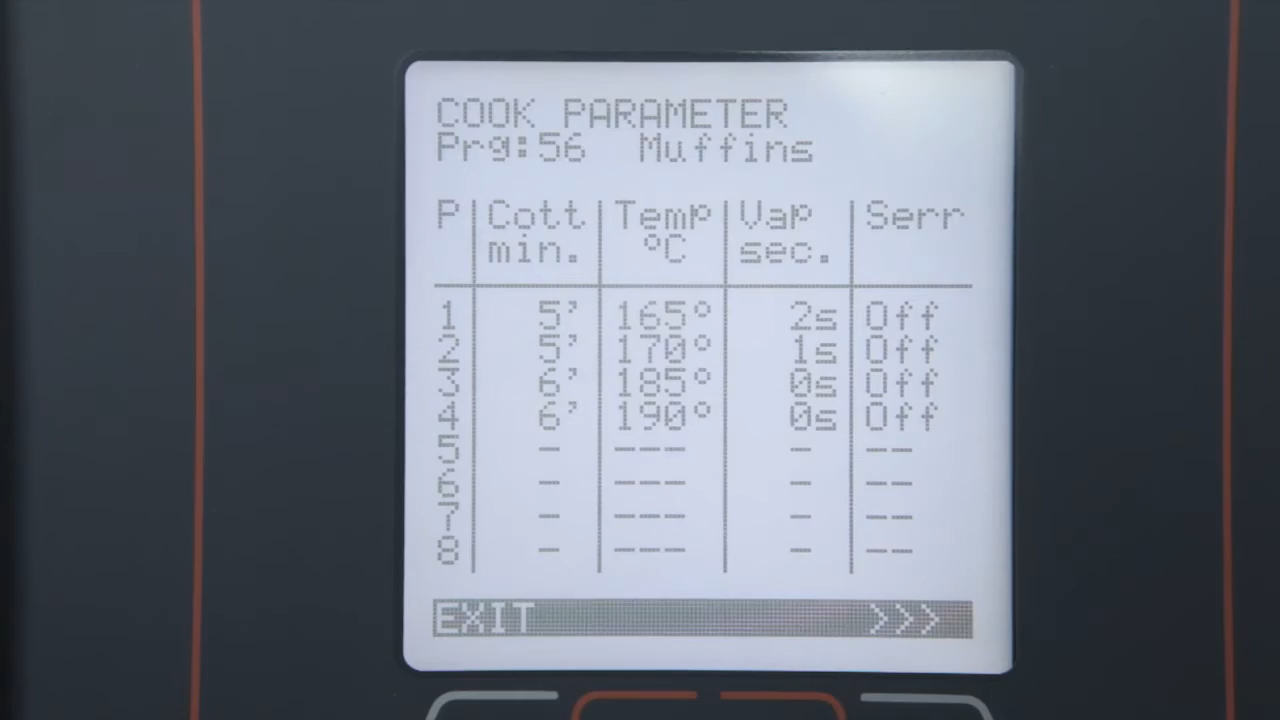 COOK PARAMETER
Prg:56 Muffins
P Cott Temp Vap Serr
min. °C sec.
1 5' 165° 2s Off
2 5' 170° 1s Off
3 6' 185° 0s Off
4 6' 190° 0s Off
5 - --- - --
6 - --- - --
7 - --- - --
8 - --- - --
EXIT >>>